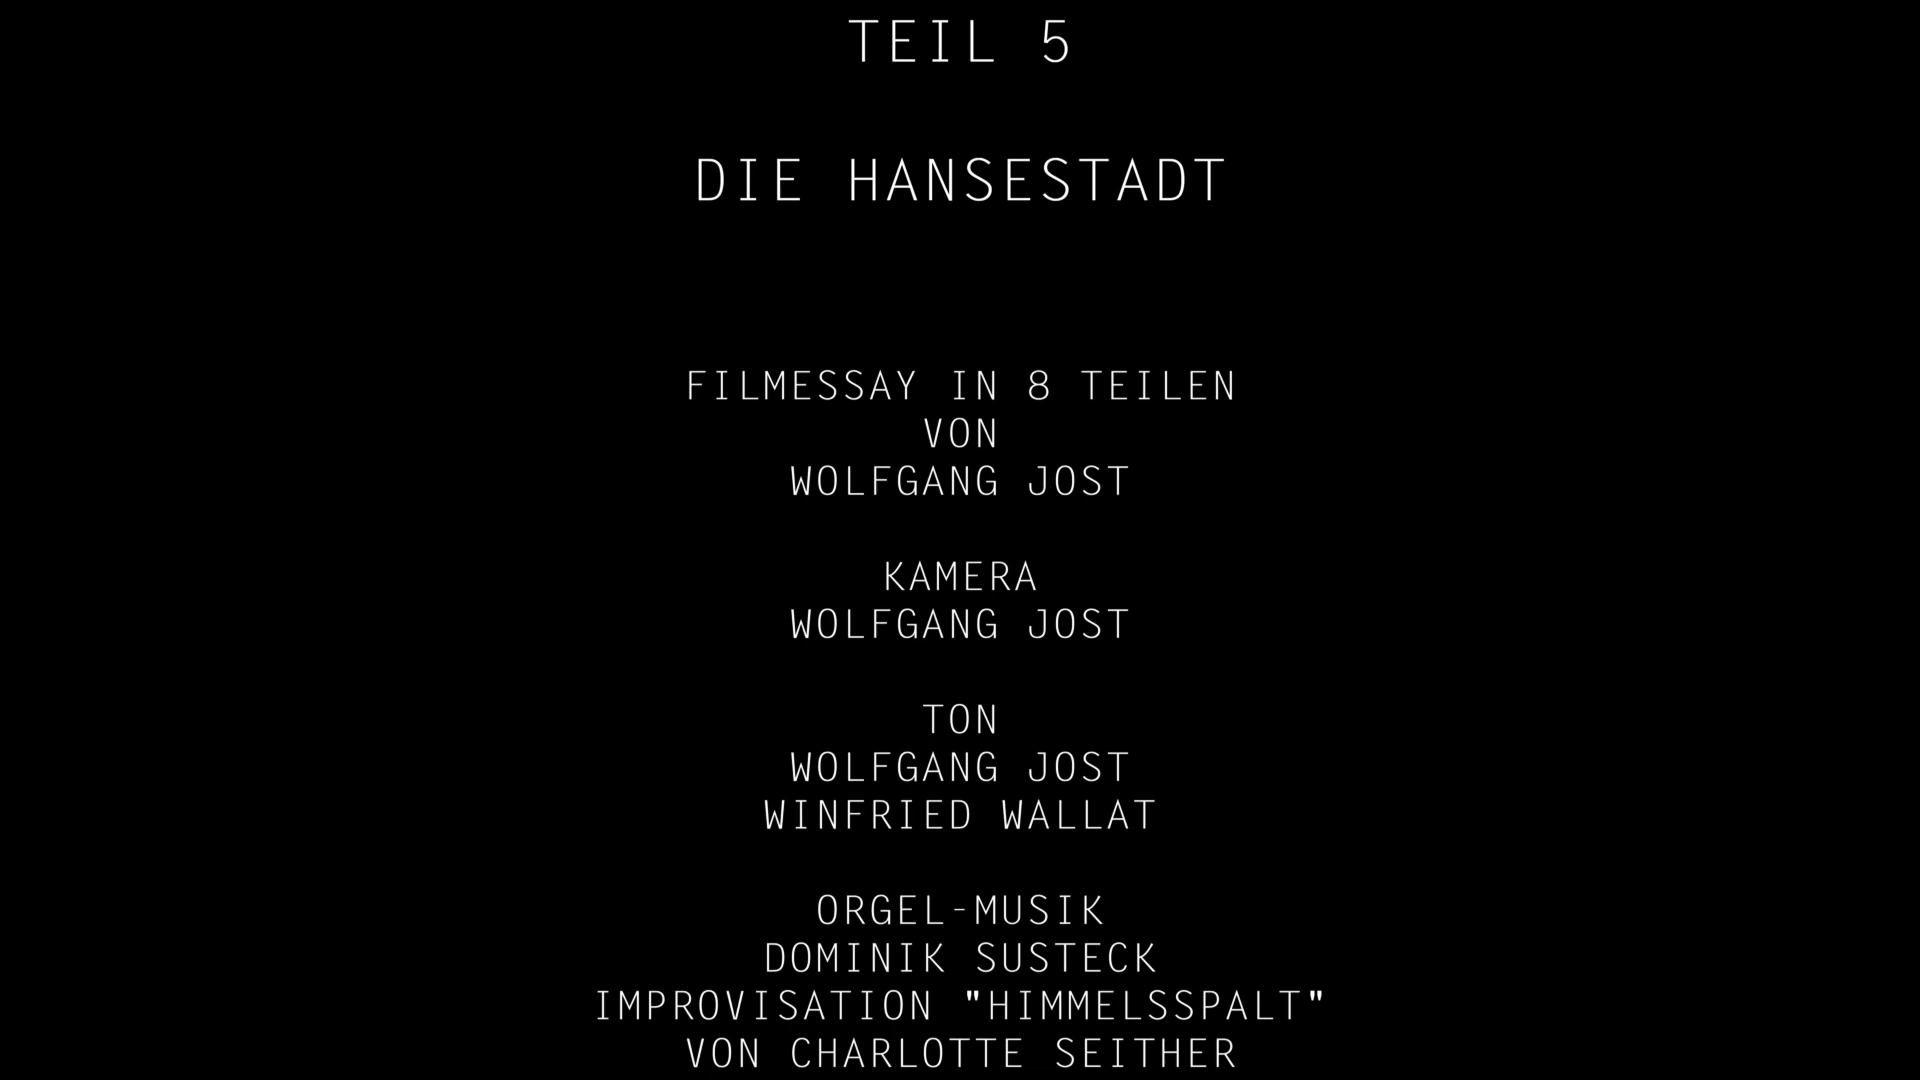 TEIL 5
DIE HANSESTADT
FILMESSAY IN 8 TEILEN
VON
WOLFGANG JOST
KAMERA
WOLFGANG JOST
TON
WOLFGANG JOST
WINFRIED WALLAT
ORGEL-MUSIK
DOMINIK SUSTECK
IMPROVISATION "HIMMELSSPALT"
VON CHARLOTTE SEITHER